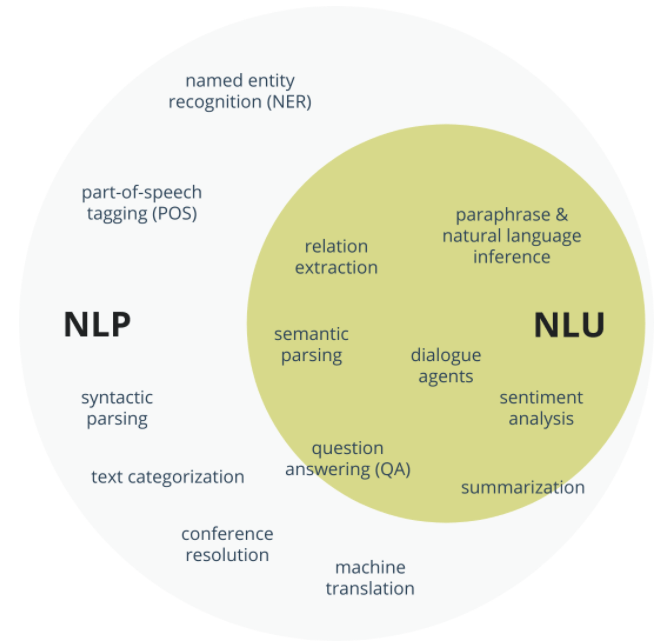 named entity
recognition (NER)
part-of-speech
tagging (POS)
paraphrase &
natural language
inference
relation
extraction
NLP
NLU
semantic
parsing
dialogue
agents
syntactic
parsing
sentiment
analysis
question
answering (QA)
text categorization
summarization
conference
resolution
machine
translation